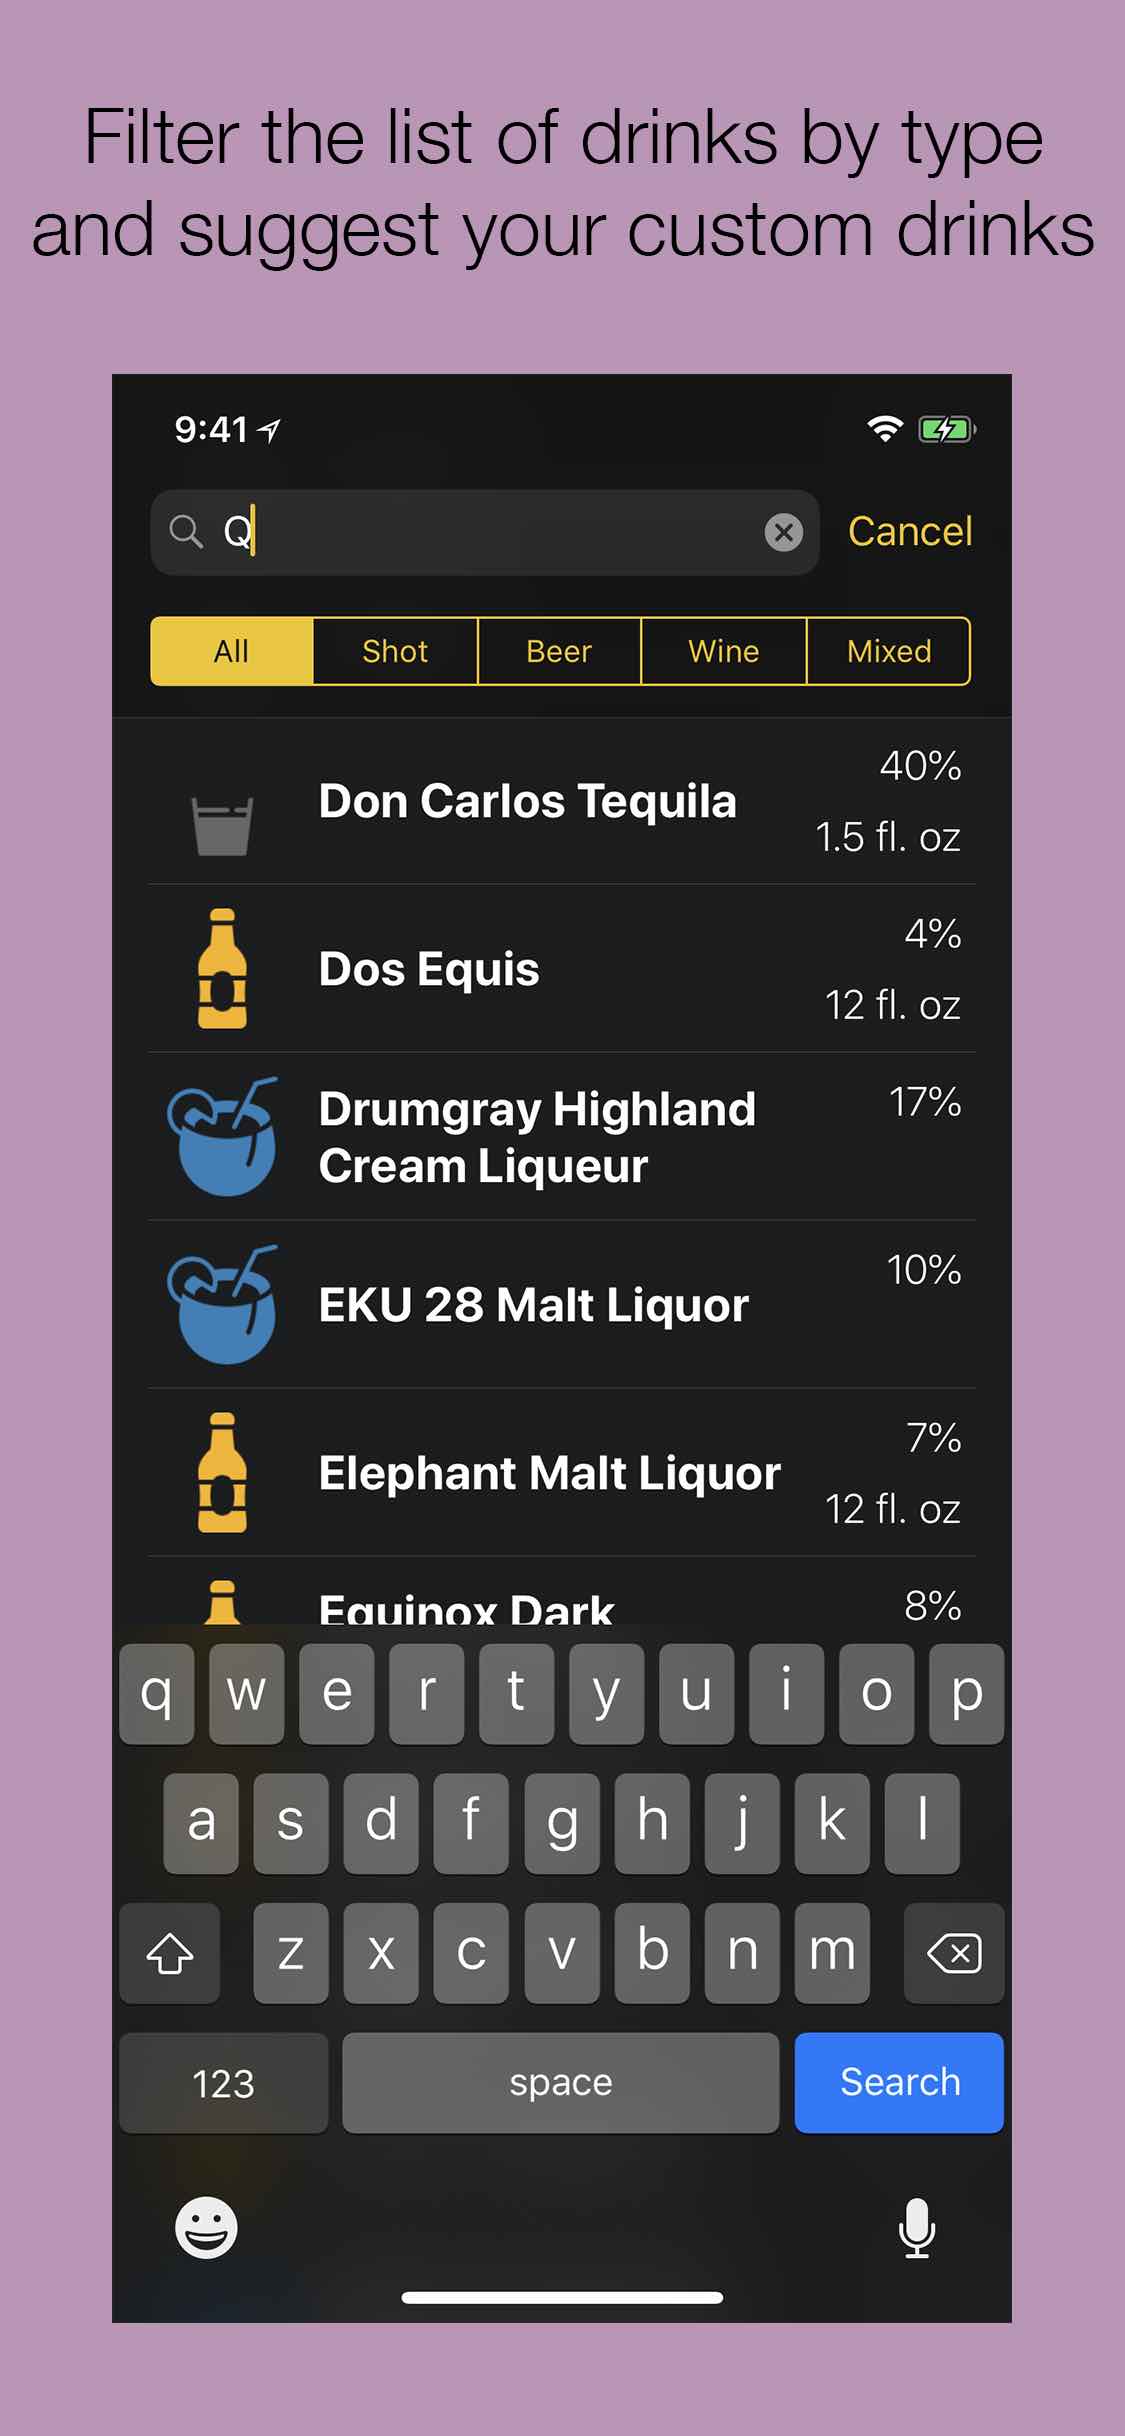 Filter the list of drinks by type
and suggest your custom drinks
9:41
Q
Cancel
All Shot Beer Wine Mixed
40%
Don Carlos Tequila
1.5 fl. oz
4%
Dos Equis
12 fl. oz
Drumgray Highland 17%
Cream Liqueur
10%
EKU 28 Malt Liquor
7%
Elephant Malt Liquor
12 fl. oz
Equinox Dark 8%
q w e r t y u i o p
a s d f g h j k l
z x c v b n m
123 space Search